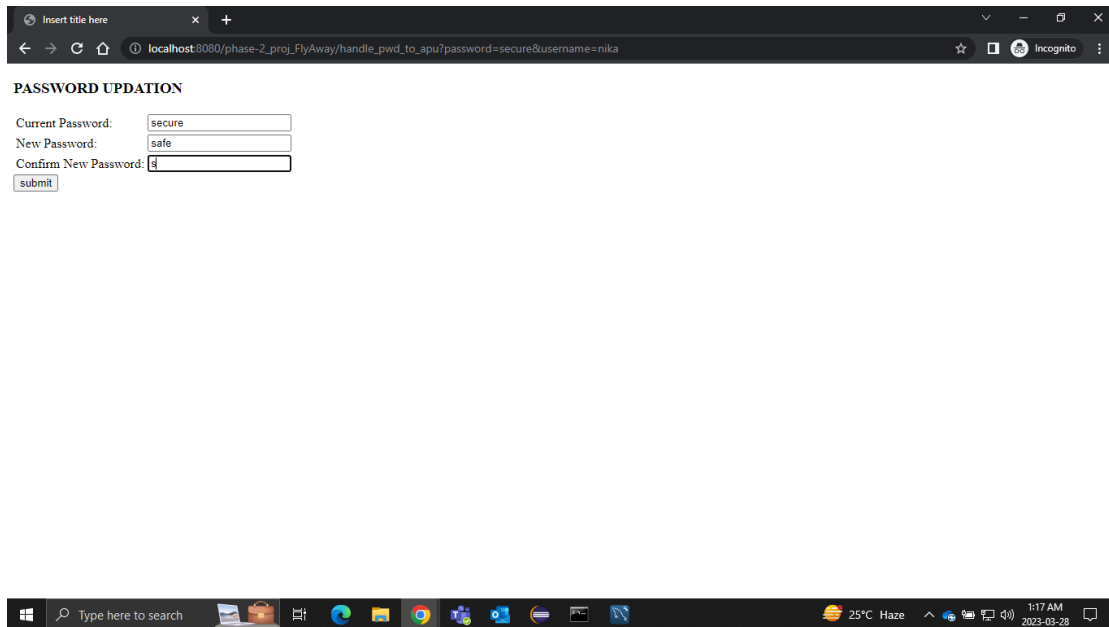 Insert title here
localhost:8080/phase-2_proj_FlyAway/handle_pwd_to_apu?password=secure&username=nika
Incognito
PASSWORD UPDATION
Current Password: secure
New Password: safe
Confirm New Password: s
submit
Type here to search
25°C Haze
1:17 AM
2023-03-28